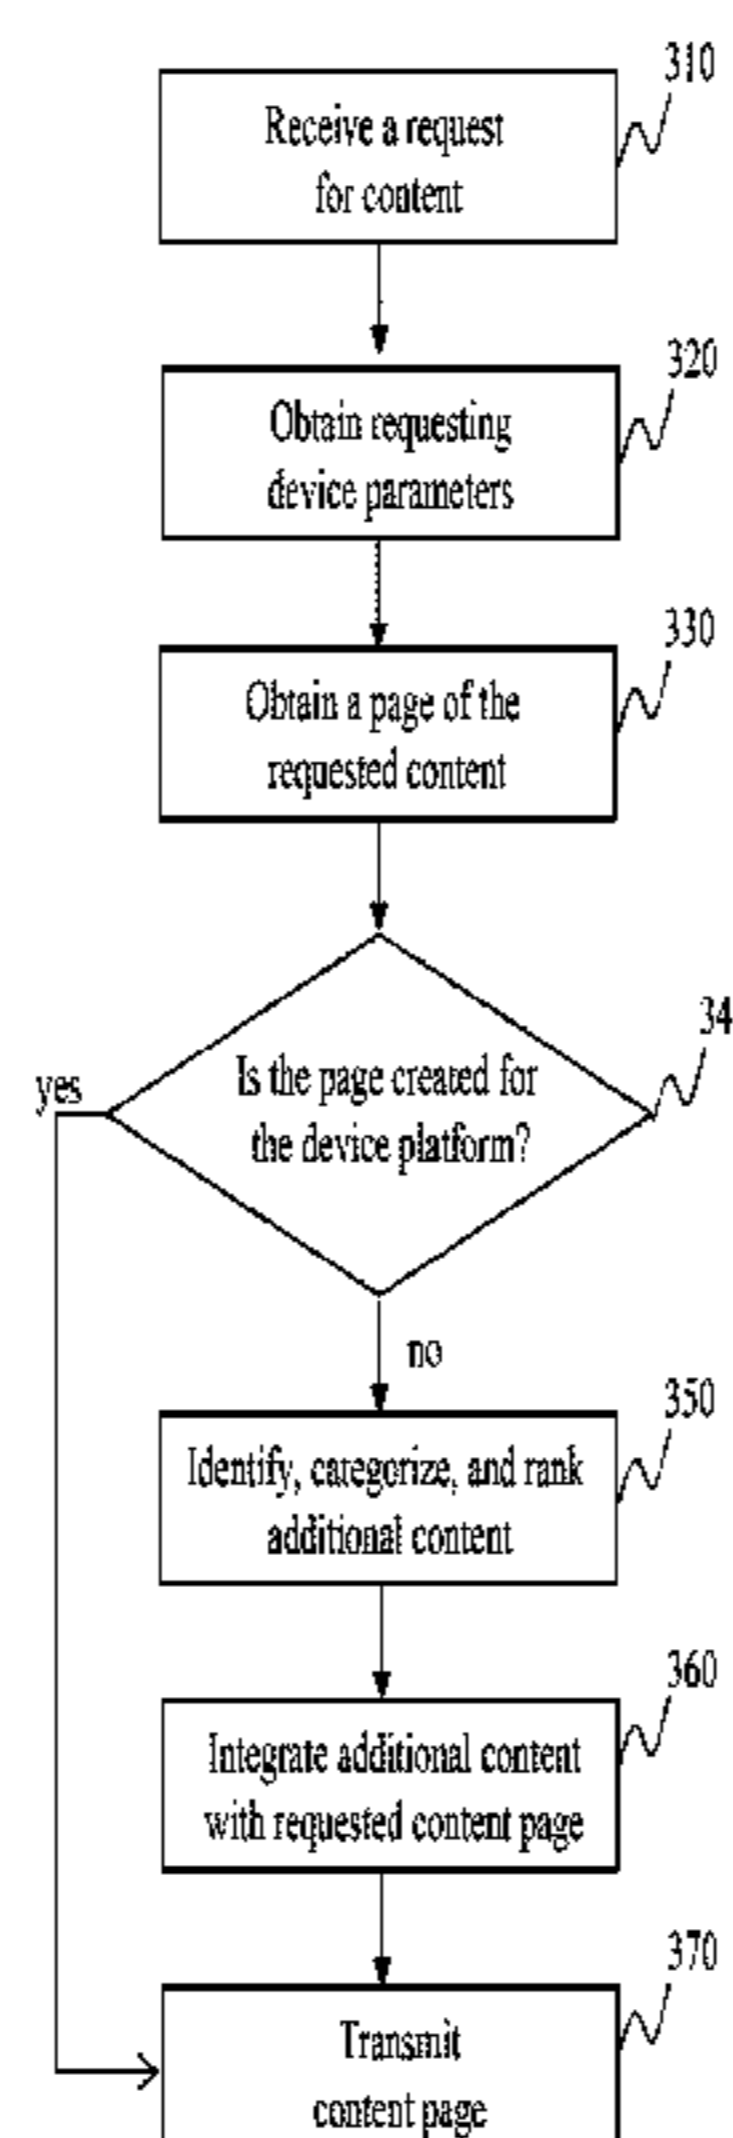 310
Receive a request
for content
320
Obtain requesting
device parameters
330
Obtain a page of the
requested content
34
Is the page created for
the device platform?
yes
no
350
Identify, categorize, and rank
additional content
360
Integrate additional content
with requested content page
370
Transmit
content page